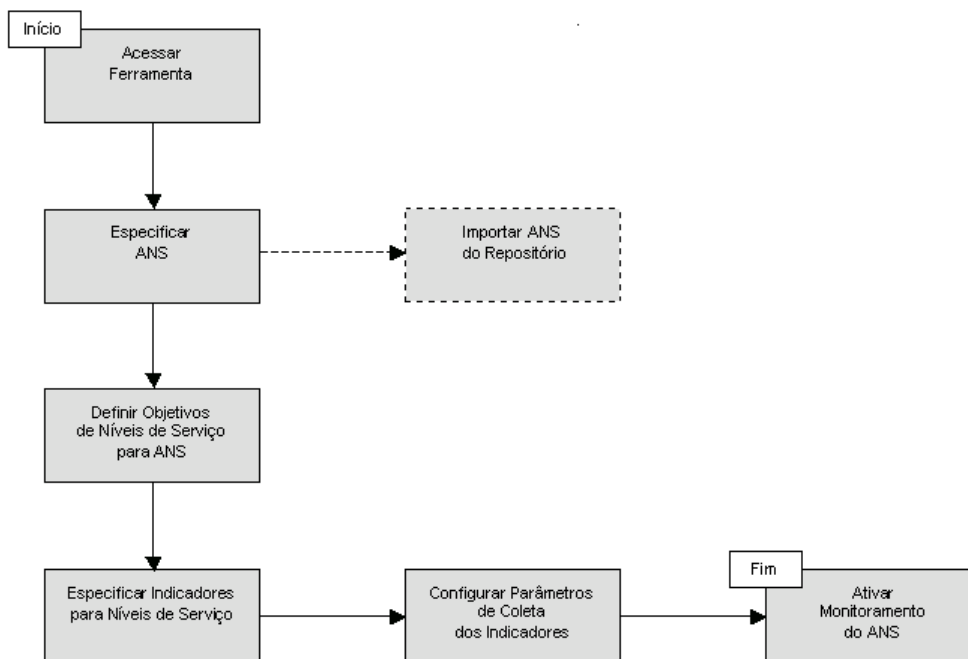 Início
Acessar
Ferramenta
Especificar
ANS
Importar ANS
do Repositório
Definir Objetivos
de Níveis de Serviço
para ANS
Especificar Indicadores
para Níveis de Serviço
Configurar Parâmetros
de Coleta
dos Indicadores
Fim
Ativar
Monitoramento
do ANS